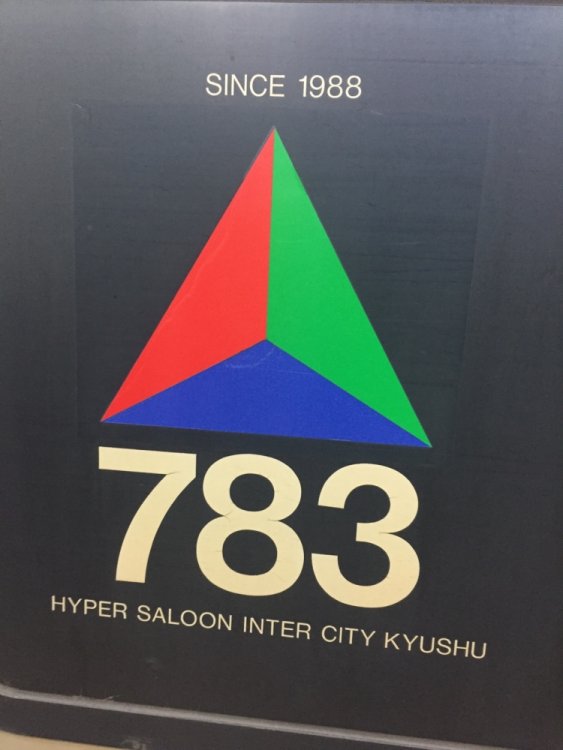 SINCE 1988
783
HYPER SALOON INTER CITY KYUSHU